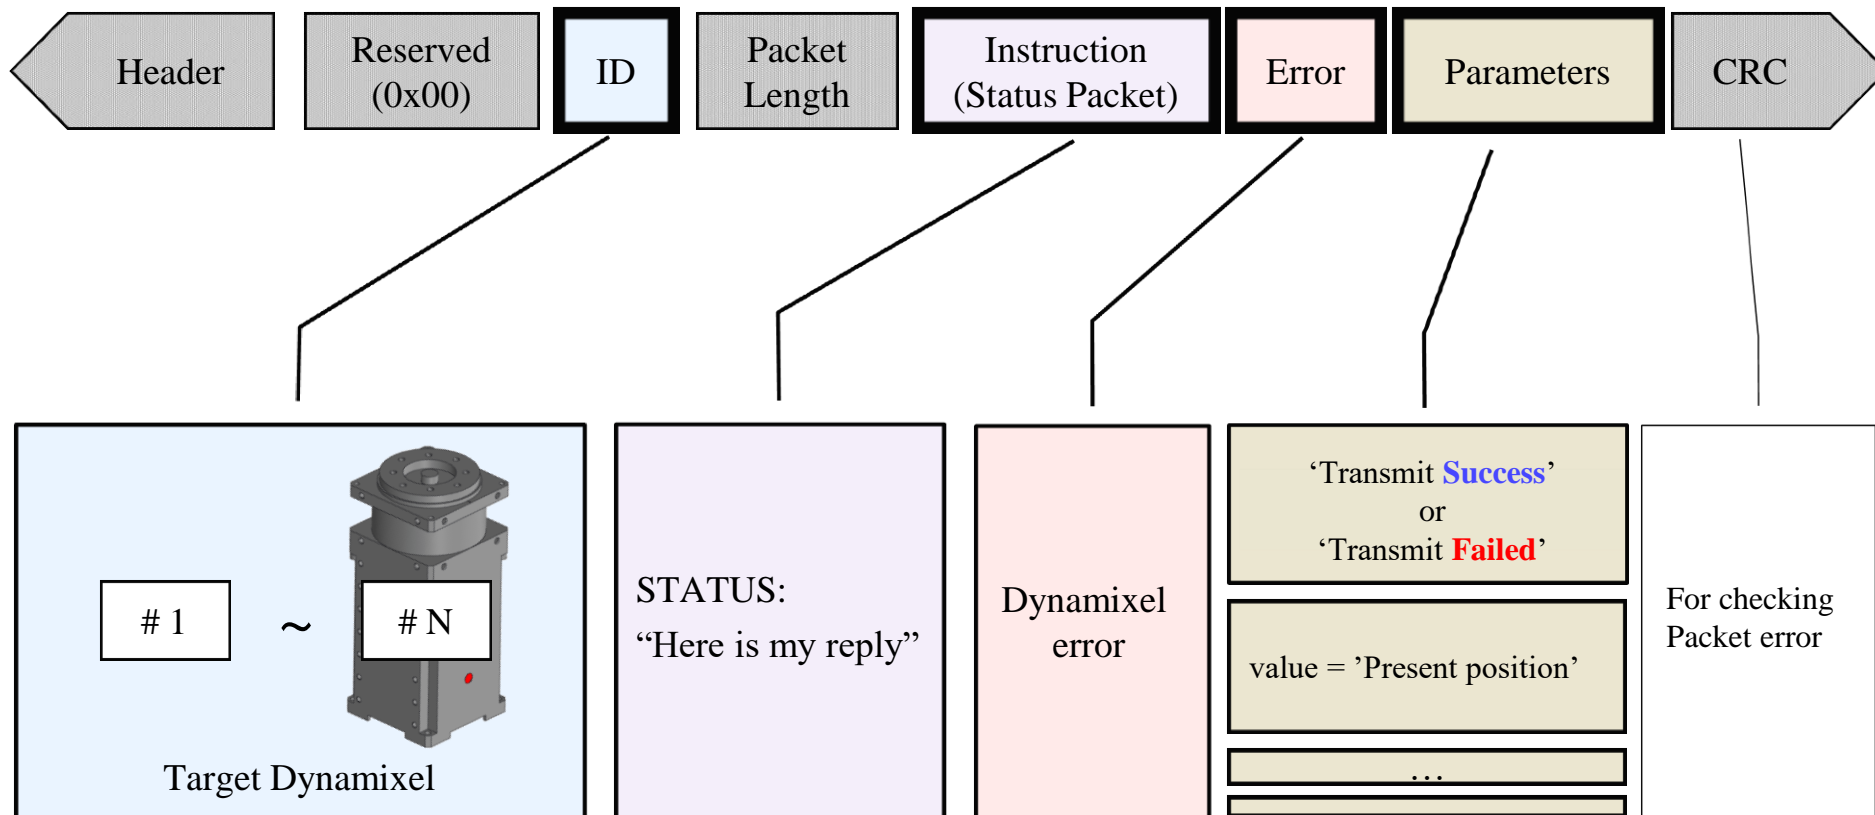 Header
Reserved
(0x00)
ID
Packet
Length
Instruction
(Status Packet)
Error
Parameters
CRC
# 1
~
# N
Target Dynamixel
STATUS:
“Here is my reply”
Dynamixel
error
‘Transmit Success’
or
‘Transmit Failed’
value = ’Present position’
…
For checking
Packet error